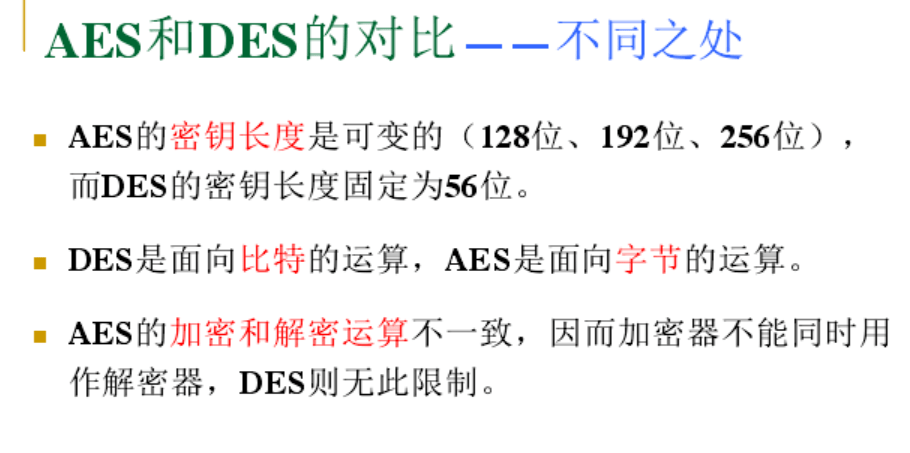 AES和DES的对比——不同之处
AES的密钥长度是可变的（128位、192位、256位），
而DES的密钥长度固定为56位。
DES是面向比特的运算，AES是面向字节的运算。
AES的加密和解密运算不一致，因而加密器不能同时用
作解密器，DES则无此限制。